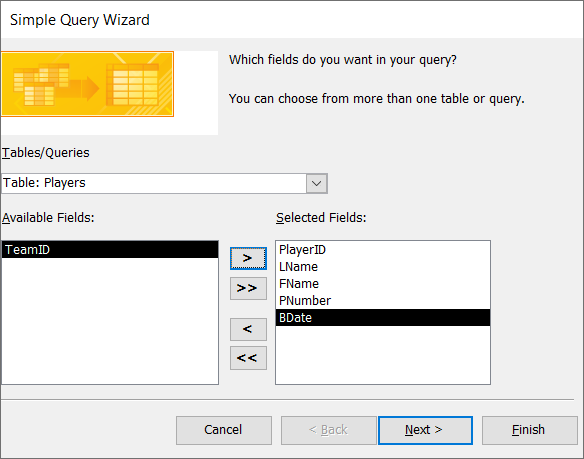 Simple Query Wizard
Which fields do you want in your query?
You can choose from more than one table or query.
Tables/Queries
Table: Players
Available Fields:
Selected Fields:
TeamID
>
>>
<
<<
PlayerID
LName
FName
PNumber
BDate
Cancel
< Back
Next >
Finish